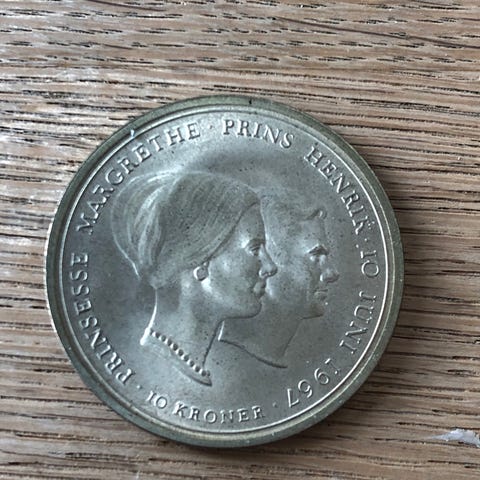 PRINSESSE MARGRETHE · PRINS HENRIK · 10 JUNI 1967 ·
10 KRONER ·